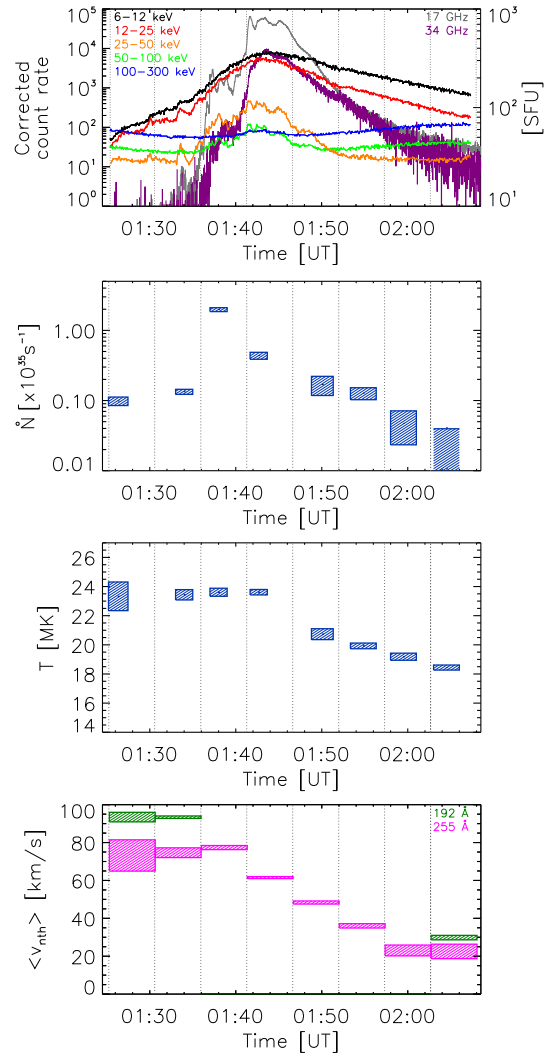 6−12 keV
12−25 keV
25−50 keV
50−100 keV
100−300 keV
17 GHz
34 GHz
10⁵
10⁴
10³
10²
10¹
10⁰
10³
10²
10¹
Corrected
count rate
[SFU]
01:30 01:40 01:50 02:00
Time [UT]
1.00
0.10
0.01
N̊ [x10³⁵s⁻¹]
01:30 01:40 01:50 02:00
Time [UT]
26
24
22
20
18
16
14
T [MK]
01:30 01:40 01:50 02:00
Time [UT]
192 Å
255 Å
100
80
60
40
20
0
<v_nth> [km/s]
01:30 01:40 01:50 02:00
Time [UT]